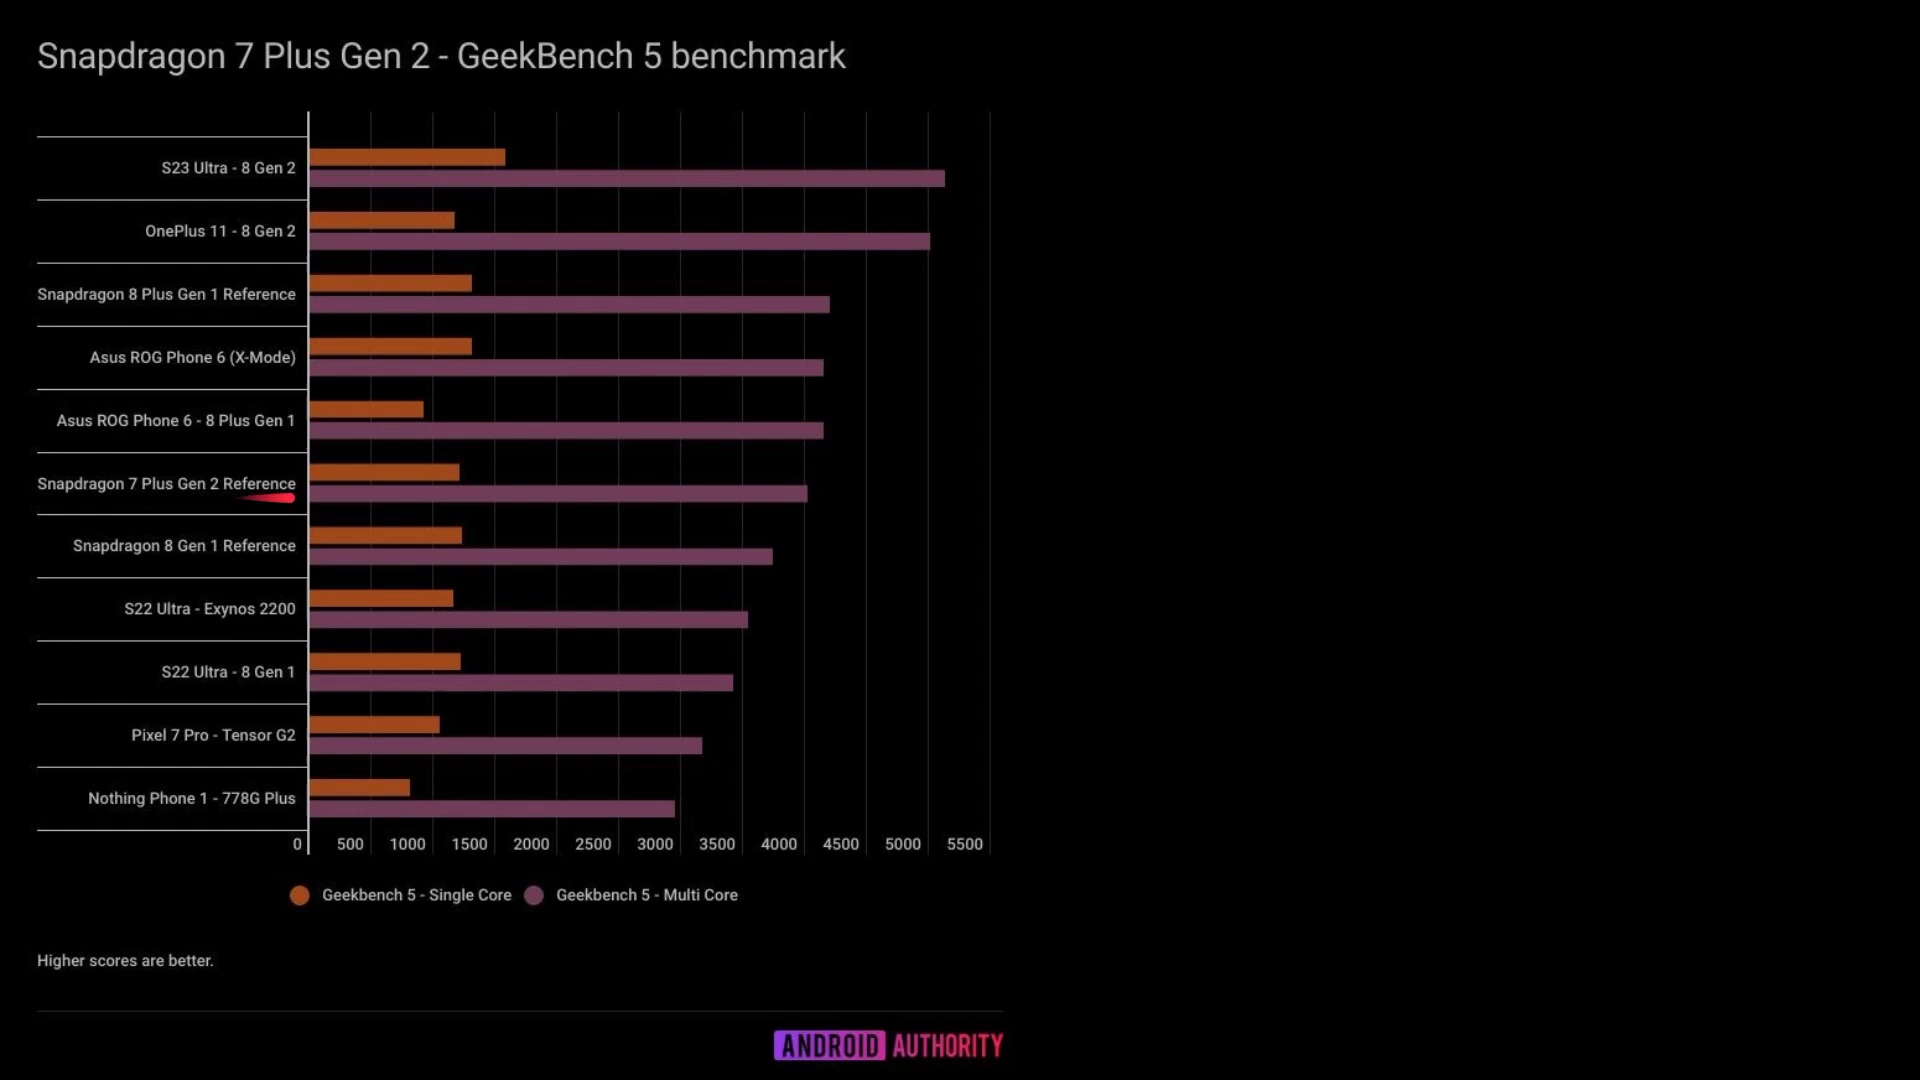 Snapdragon 7 Plus Gen 2 - GeekBench 5 benchmark
S23 Ultra - 8 Gen 2
OnePlus 11 - 8 Gen 2
Snapdragon 8 Plus Gen 1 Reference
Asus ROG Phone 6 (X-Mode)
Asus ROG Phone 6 - 8 Plus Gen 1
Snapdragon 7 Plus Gen 2 Reference
Snapdragon 8 Gen 1 Reference
S22 Ultra - Exynos 2200
S22 Ultra - 8 Gen 1
Pixel 7 Pro - Tensor G2
Nothing Phone 1 - 778G Plus
0 500 1000 1500 2000 2500 3000 3500 4000 4500 5000 5500
Geekbench 5 - Single Core Geekbench 5 - Multi Core
Higher scores are better.
ANDROID AUTHORITY